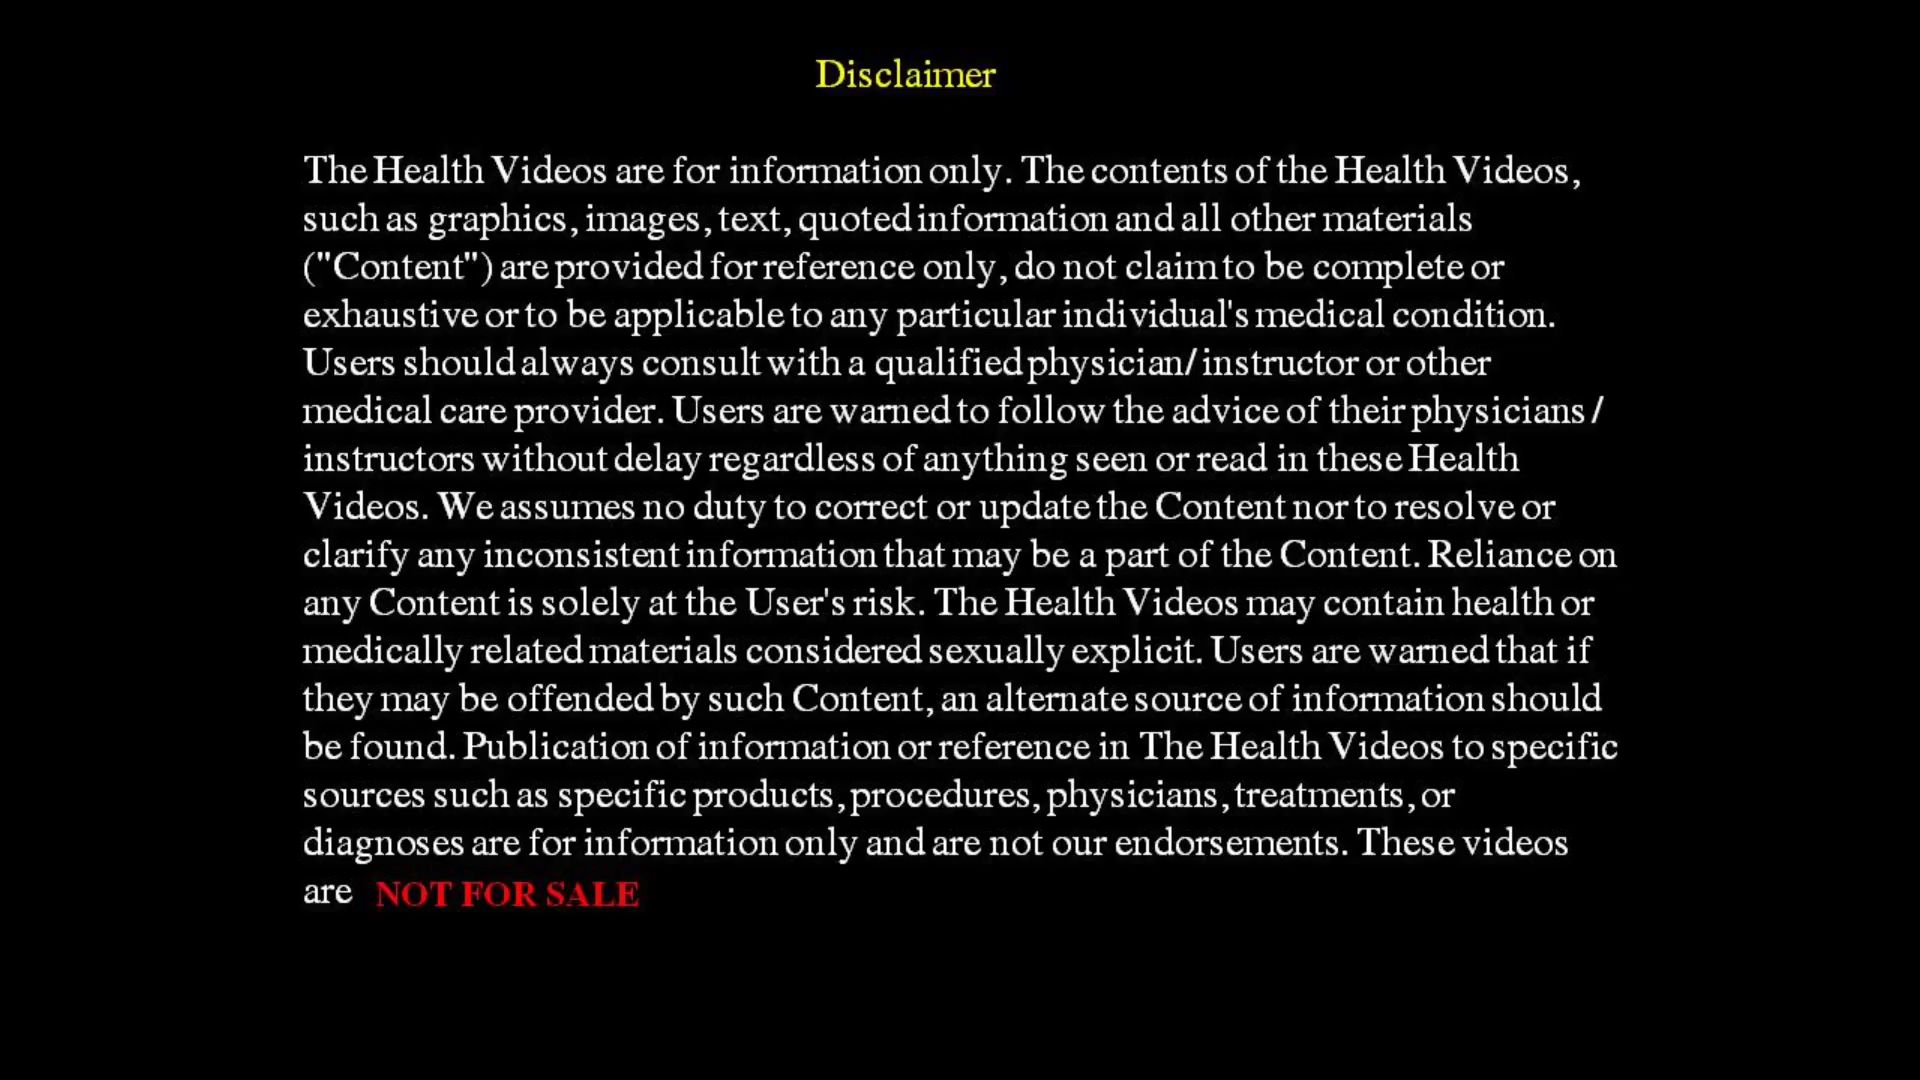 Disclaimer
The Health Videos are for information only. The contents of the Health Videos,
such as graphics, images, text, quoted information and all other materials
("Content") are provided for reference only, do not claim to be complete or
exhaustive or to be applicable to any particular individual's medical condition.
Users should always consult with a qualified physician/ instructor or other
medical care provider. Users are warned to follow the advice of their physicians /
instructors without delay regardless of anything seen or read in these Health
Videos. We assumes no duty to correct or update the Content nor to resolve or
clarify any inconsistent information that may be a part of the Content. Reliance on
any Content is solely at the User's risk. The Health Videos may contain health or
medically related materials considered sexually explicit. Users are warned that if
they may be offended by such Content, an alternate source of information should
be found. Publication of information or reference in The Health Videos to specific
sources such as specific products, procedures, physicians, treatments, or
diagnoses are for information only and are not our endorsements. These videos
are NOT FOR SALE